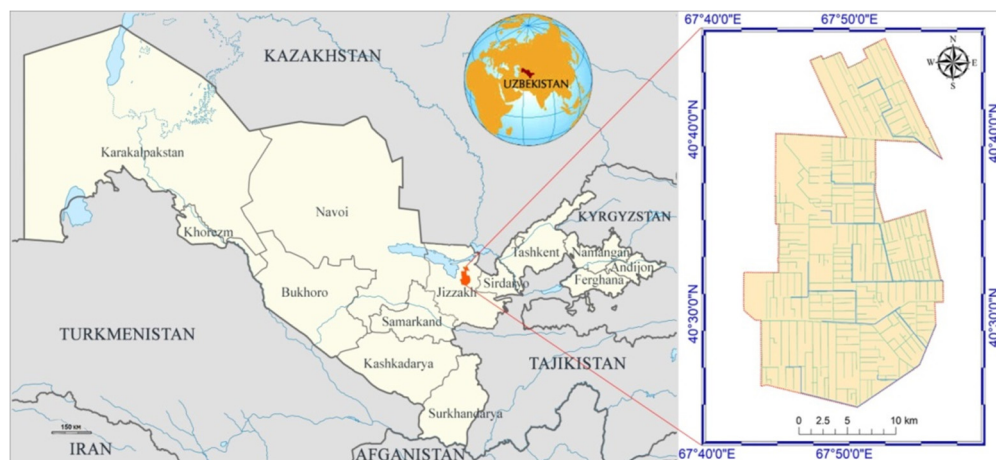 KAZAKHSTAN
UZBEKISTAN
Karakalpakstan
Navoi
Khorezm
KYRGYZSTAN
Tashkent
Namangan
Andijon
Ferghana
Sirdaryo
Jizzakh
Bukhoro
Samarkand
TURKMENISTAN
Kashkadarya
TAJIKISTAN
Surkhandarya
150 км
IRAN
AFGANISTAN
67°40'0"E
67°50'0"E
N
W
E
S
40°40'0"N
40°40'0"N
40°30'0"N
40°30'0"N
0 2.5 5 10 km
67°40'0"E
67°50'0"E